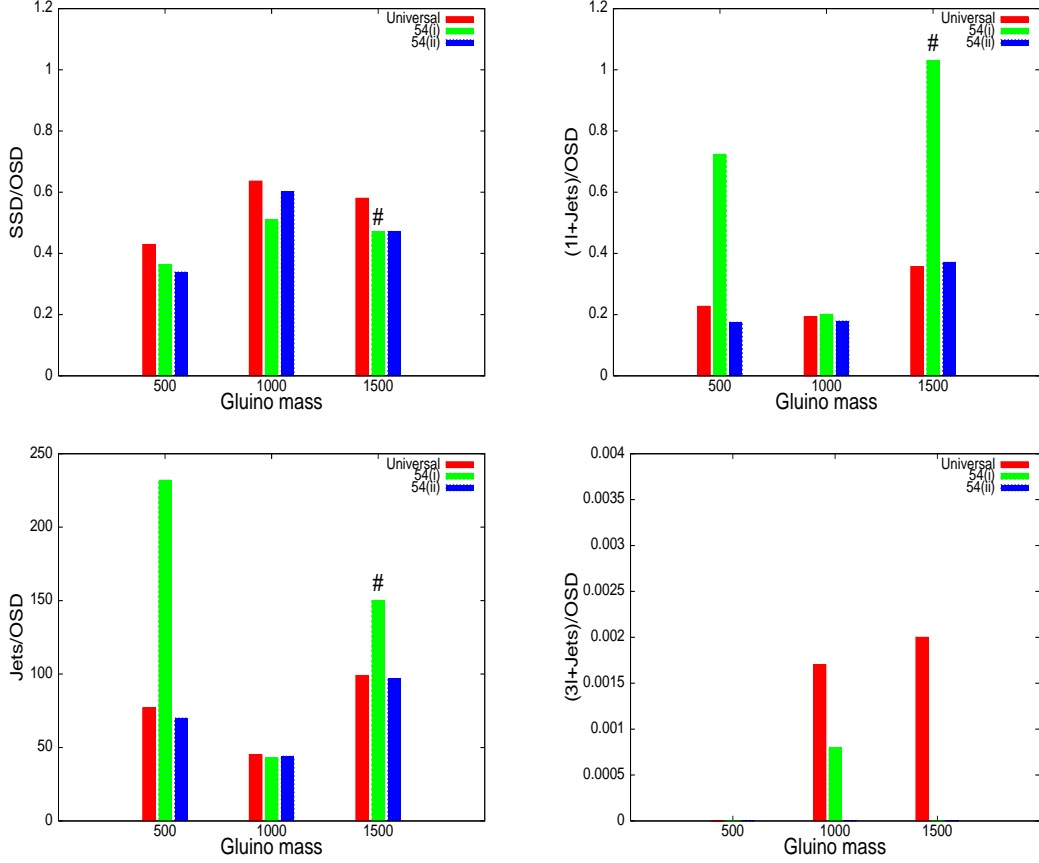 1.2
1
0.8
0.6
0.4
0.2
0
SSD/OSD
Universal
54(i)
54(ii)
#
500 1000 1500
Gluino mass
1.2
1
0.8
0.6
0.4
0.2
0
(1l+Jets)/OSD
Universal
54(i)
54(ii)
#
500 1000 1500
Gluino mass
250
200
150
100
50
0
Jets/OSD
Universal
54(i)
54(ii)
#
500 1000 1500
Gluino mass
0.004
0.0035
0.003
0.0025
0.002
0.0015
0.001
0.0005
0
(3l+Jets)/OSD
Universal
54(i)
54(ii)
500 1000 1500
Gluino mass